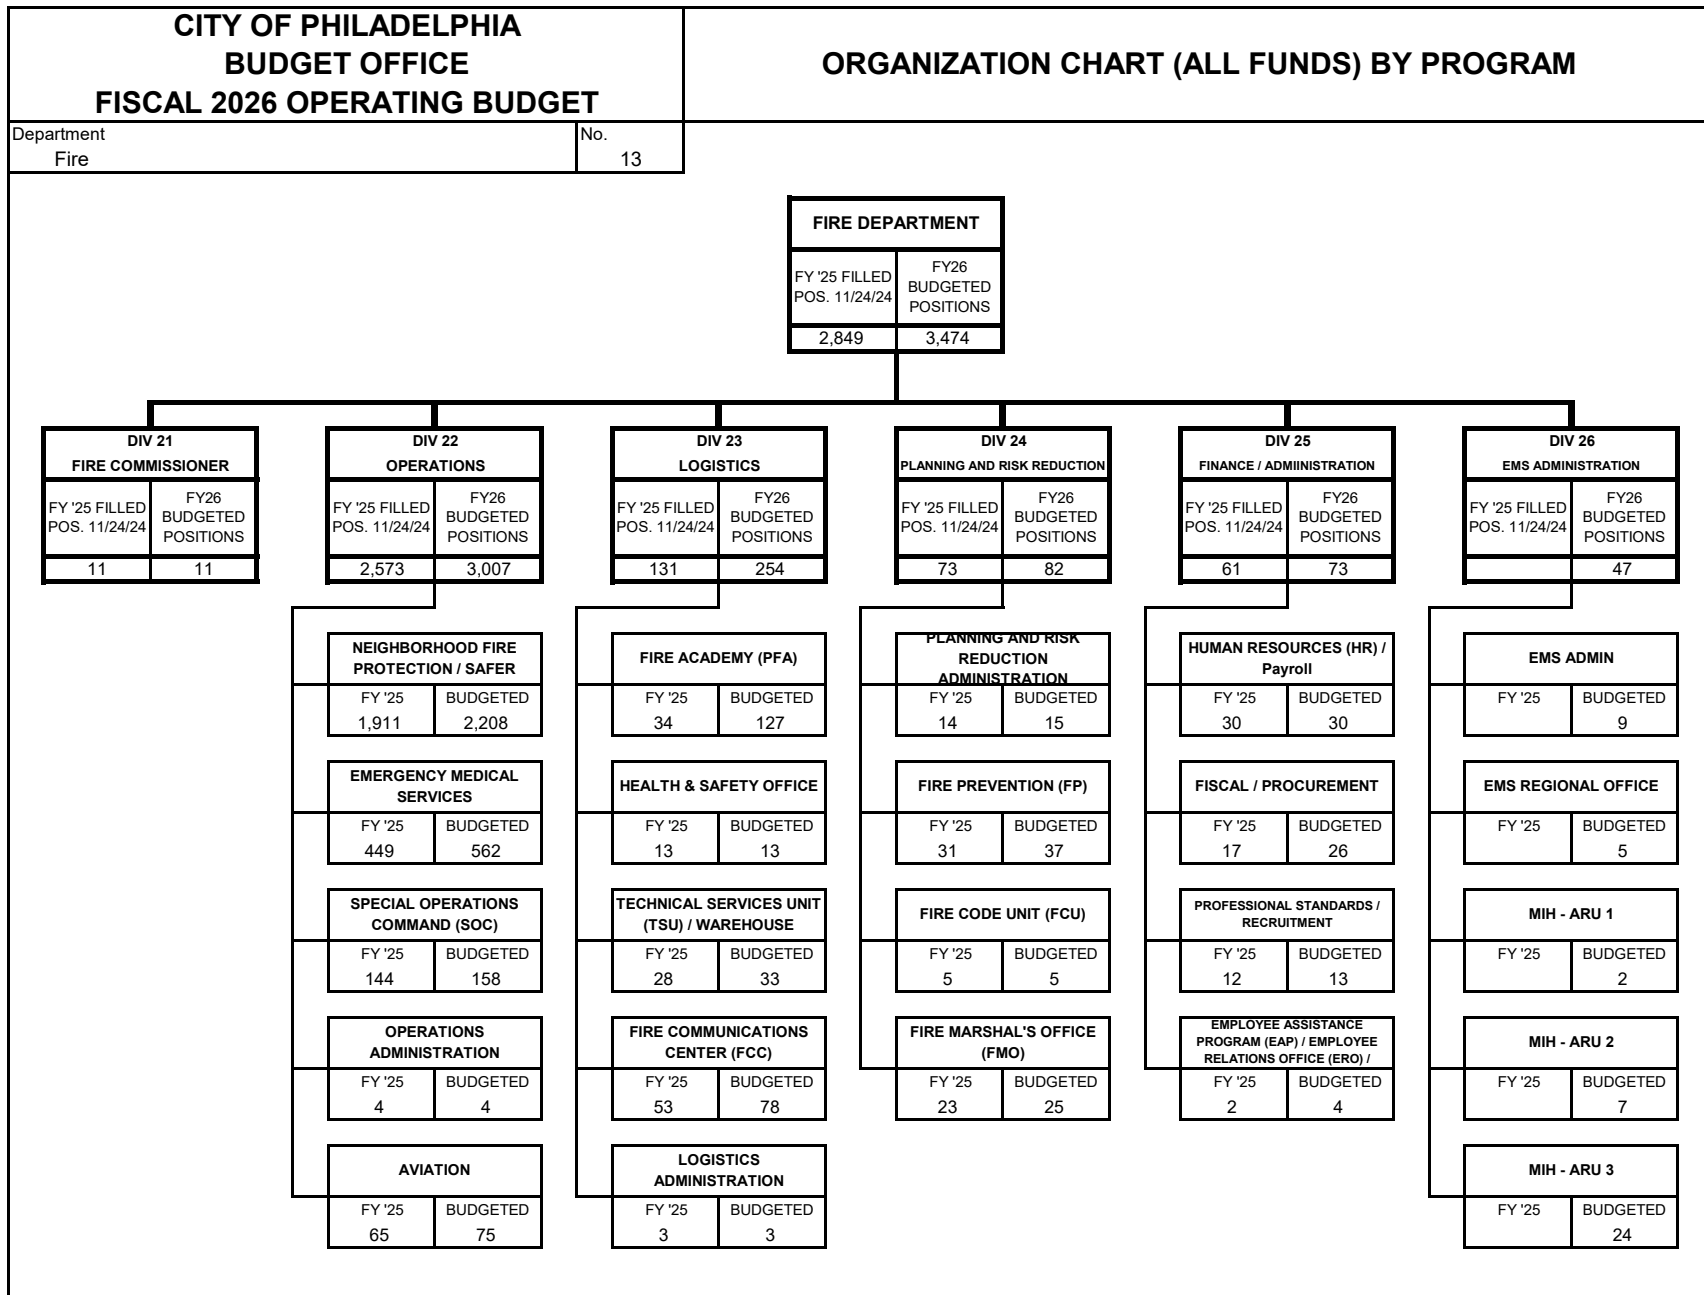 CITY OF PHILADELPHIA
BUDGET OFFICE
FISCAL 2026 OPERATING BUDGET
ORGANIZATION CHART (ALL FUNDS) BY PROGRAM
Department
No.
Fire
13
FIRE DEPARTMENT
FY '25 FILLED
POS. 11/24/24
FY26
BUDGETED
POSITIONS
2,849
3,474
DIV 21
FIRE COMMISSIONER
FY '25 FILLED
POS. 11/24/24
FY26
BUDGETED
POSITIONS
11
11
DIV 22
OPERATIONS
FY '25 FILLED
POS. 11/24/24
FY26
BUDGETED
POSITIONS
2,573
3,007
NEIGHBORHOOD FIRE
PROTECTION / SAFER
FY '25
BUDGETED
1,911
2,208
EMERGENCY MEDICAL
SERVICES
FY '25
BUDGETED
449
562
SPECIAL OPERATIONS
COMMAND (SOC)
FY '25
BUDGETED
144
158
OPERATIONS
ADMINISTRATION
FY '25
BUDGETED
4
4
AVIATION
FY '25
BUDGETED
65
75
DIV 23
LOGISTICS
FY '25 FILLED
POS. 11/24/24
FY26
BUDGETED
POSITIONS
131
254
FIRE ACADEMY (PFA)
FY '25
BUDGETED
34
127
HEALTH & SAFETY OFFICE
FY '25
BUDGETED
13
13
TECHNICAL SERVICES UNIT
(TSU) / WAREHOUSE
FY '25
BUDGETED
28
33
FIRE COMMUNICATIONS
CENTER (FCC)
FY '25
BUDGETED
53
78
LOGISTICS
ADMINISTRATION
FY '25
BUDGETED
3
3
DIV 24
PLANNING AND RISK REDUCTION
FY '25 FILLED
POS. 11/24/24
FY26
BUDGETED
POSITIONS
73
82
PLANNING AND RISK
REDUCTION
ADMINISTRATION
FY '25
BUDGETED
14
15
FIRE PREVENTION (FP)
FY '25
BUDGETED
31
37
FIRE CODE UNIT (FCU)
FY '25
BUDGETED
5
5
FIRE MARSHAL'S OFFICE
(FMO)
FY '25
BUDGETED
23
25
DIV 25
FINANCE / ADMIINISTRATION
FY '25 FILLED
POS. 11/24/24
FY26
BUDGETED
POSITIONS
61
73
HUMAN RESOURCES (HR) /
Payroll
FY '25
BUDGETED
30
30
FISCAL / PROCUREMENT
FY '25
BUDGETED
17
26
PROFESSIONAL STANDARDS /
RECRUITMENT
FY '25
BUDGETED
12
13
EMPLOYEE ASSISTANCE
PROGRAM (EAP) / EMPLOYEE
RELATIONS OFFICE (ERO) /
FY '25
BUDGETED
2
4
DIV 26
EMS ADMINISTRATION
FY '25 FILLED
POS. 11/24/24
FY26
BUDGETED
POSITIONS
47
EMS ADMIN
FY '25
BUDGETED
9
EMS REGIONAL OFFICE
FY '25
BUDGETED
5
MIH - ARU 1
FY '25
BUDGETED
2
MIH - ARU 2
FY '25
BUDGETED
7
MIH - ARU 3
FY '25
BUDGETED
24